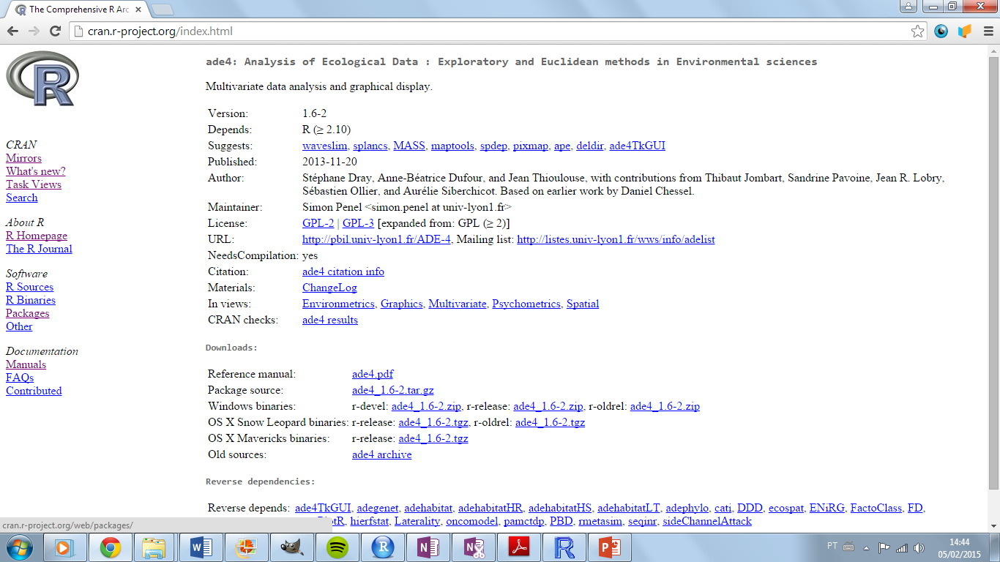 The Comprehensive R Arc
cran.r-project.org/index.html
R
CRAN
Mirrors
What's new?
Task Views
Search
About R
R Homepage
The R Journal
Software
R Sources
R Binaries
Packages
Other
Documentation
Manuals
FAQs
Contributed
ade4: Analysis of Ecological Data : Exploratory and Euclidean methods in Environmental sciences
Multivariate data analysis and graphical display.
Version: 1.6-2
Depends: R (≥ 2.10)
Suggests: waveslim, splancs, MASS, maptools, spdep, pixmap, ape, deldir, ade4TkGUI
Published: 2013-11-20
Author: Stéphane Dray, Anne-Béatrice Dufour, and Jean Thioulouse, with contributions from Thibaut Jombart, Sandrine Pavoine, Jean R. Lobry,
Sébastien Ollier, and Aurélie Siberchicot. Based on earlier work by Daniel Chessel.
Maintainer: Simon Penel <simon.penel at univ-lyon1.fr>
License: GPL-2 | GPL-3 [expanded from: GPL (≥ 2)]
URL: http://pbil.univ-lyon1.fr/ADE-4, Mailing list: http://listes.univ-lyon1.fr/wws/info/adelist
NeedsCompilation: yes
Citation: ade4 citation info
Materials: ChangeLog
In views: Environmetrics, Graphics, Multivariate, Psychometrics, Spatial
CRAN checks: ade4 results
Downloads:
Reference manual: ade4.pdf
Package source: ade4_1.6-2.tar.gz
Windows binaries: r-devel: ade4_1.6-2.zip, r-release: ade4_1.6-2.zip, r-oldrel: ade4_1.6-2.zip
OS X Snow Leopard binaries: r-release: ade4_1.6-2.tgz, r-oldrel: ade4_1.6-2.tgz
OS X Mavericks binaries: r-release: ade4_1.6-2.tgz
Old sources: ade4 archive
Reverse dependencies:
Reverse depends: ade4TkGUI, adegenet, adehabitat, adehabitatHR, adehabitatHS, adehabitatLT, adephylo, cati, DDD, ecospat, ENiRG, FactoClass, FD,
hierfstat, Laterality, oncomodel, pamctdp, PBD, rmetasim, seqinr, sideChannelAttack
cran.r-project.org/web/packages/
PT
14:44
05/02/2015